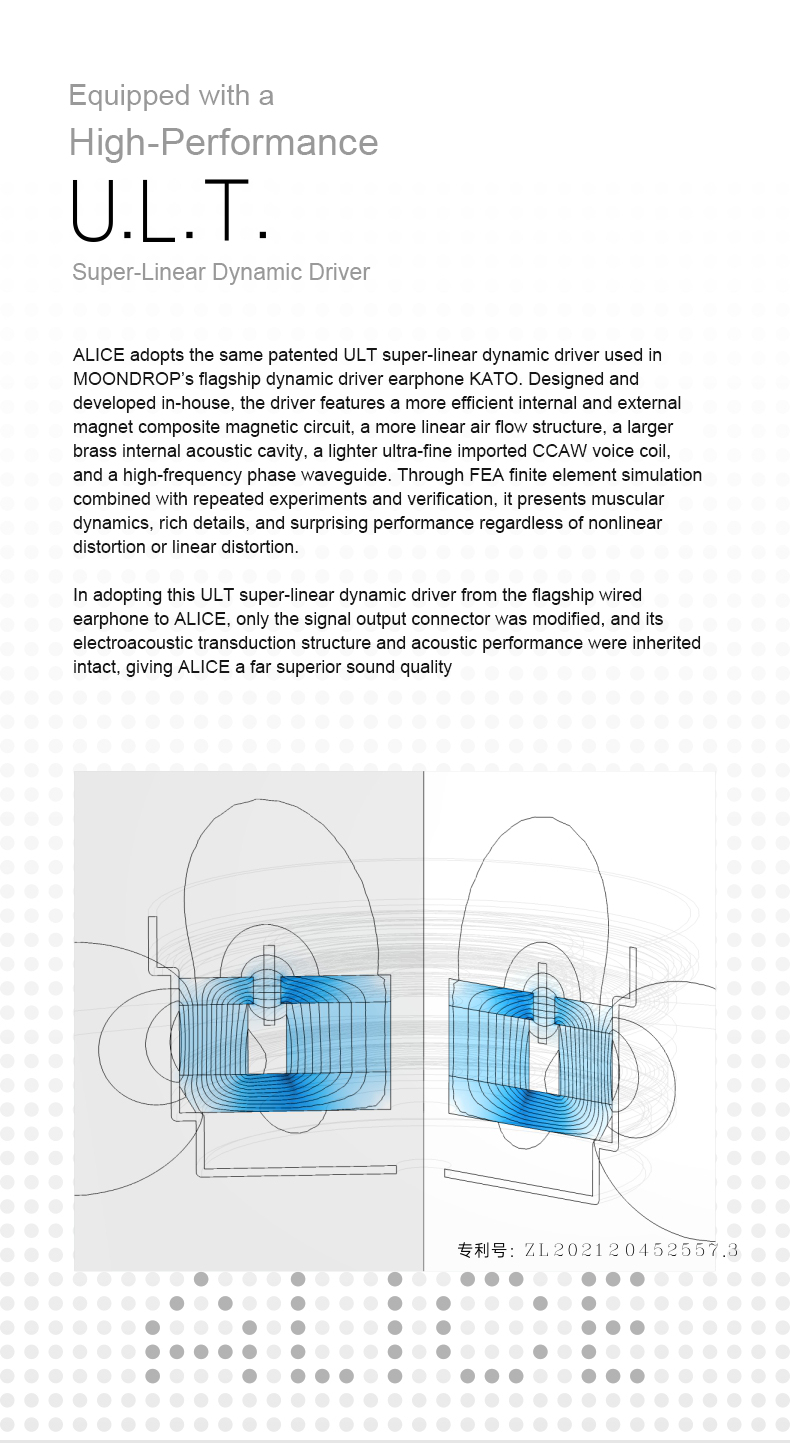 Equipped with a
High-Performance
U.L.T.
Super-Linear Dynamic Driver
ALICE adopts the same patented ULT super-linear dynamic driver used in
MOONDROP’s flagship dynamic driver earphone KATO. Designed and
developed in-house, the driver features a more efficient internal and external
magnet composite magnetic circuit, a more linear air flow structure, a larger
brass internal acoustic cavity, a lighter ultra-fine imported CCAW voice coil,
and a high-frequency phase waveguide. Through FEA finite element simulation
combined with repeated experiments and verification, it presents muscular
dynamics, rich details, and surprising performance regardless of nonlinear
distortion or linear distortion.
In adopting this ULT super-linear dynamic driver from the flagship wired
earphone to ALICE, only the signal output connector was modified, and its
electroacoustic transduction structure and acoustic performance were inherited
intact, giving ALICE a far superior sound quality
专利号：ZL202120452557.3
ALICE